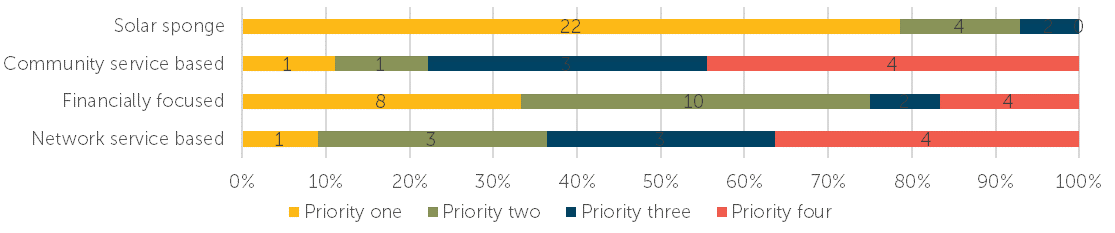 Solar sponge 22 4 2 0
Community service based 1 1 3 4
Financially focused 8 10 2 4
Network service based 1 3 3 4
0% 10% 20% 30% 40% 50% 60% 70% 80% 90% 100%
Priority one Priority two Priority three Priority four